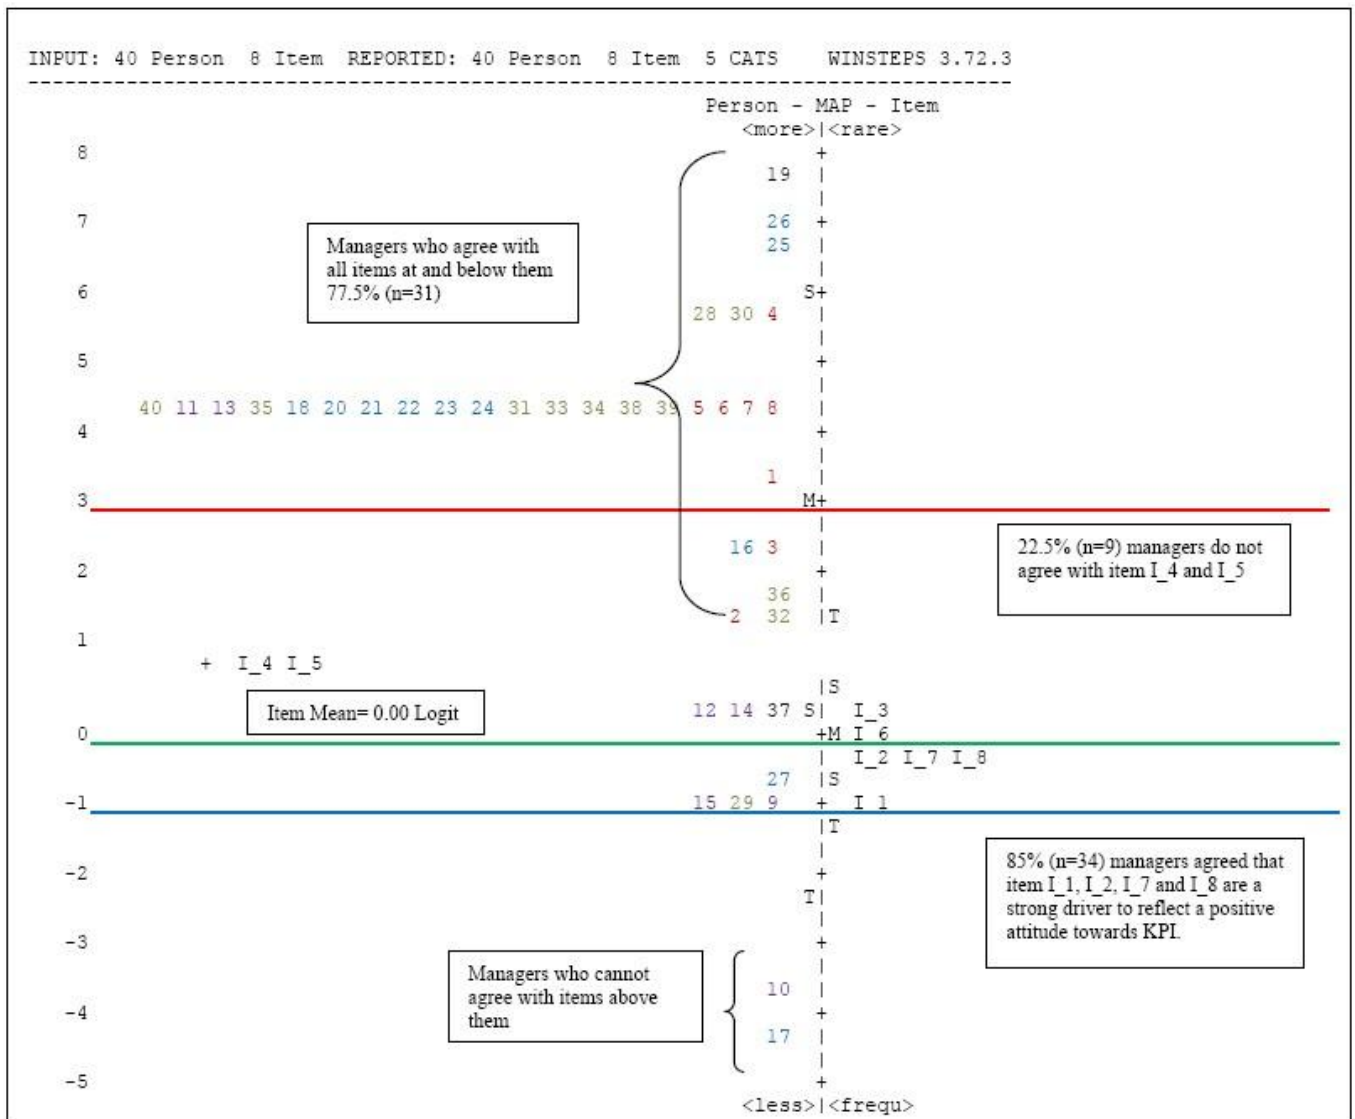 INPUT: 40 Person 8 Item REPORTED: 40 Person 8 Item 5 CATS WINSTEPS 3.72.3
--------------------------------------------------------------------------------
Person - MAP - Item
<more>|<rare>
8 +
19 |
|
7 26 +
25 |
Managers who agree with
all items at and below them
77.5% (n=31)
|
6 S+
28 30 4 |
|
5 +
|
40 11 13 35 18 20 21 22 23 24 31 33 34 38 39 5 6 7 8 |
4 +
|
1 |
3 M+
|
16 3 |
22.5% (n=9) managers do not
agree with item I_4 and I_5
2 +
36 |
2 32 |T
1
+ I_4 I_5
|S
Item Mean= 0.00 Logit
12 14 37 S| I_3
0 +M I_6
| I_2 I_7 I_8
27 |S
-1 15 29 9 + I_1
|T
|
85% (n=34) managers agreed that
item I_1, I_2, I_7 and I_8 are a
strong driver to reflect a positive
attitude towards KPI.
-2 +
T|
|
-3 +
|
Managers who cannot
agree with items above
them
10 |
-4 +
17 |
|
-5 +
<less>|<frequ>